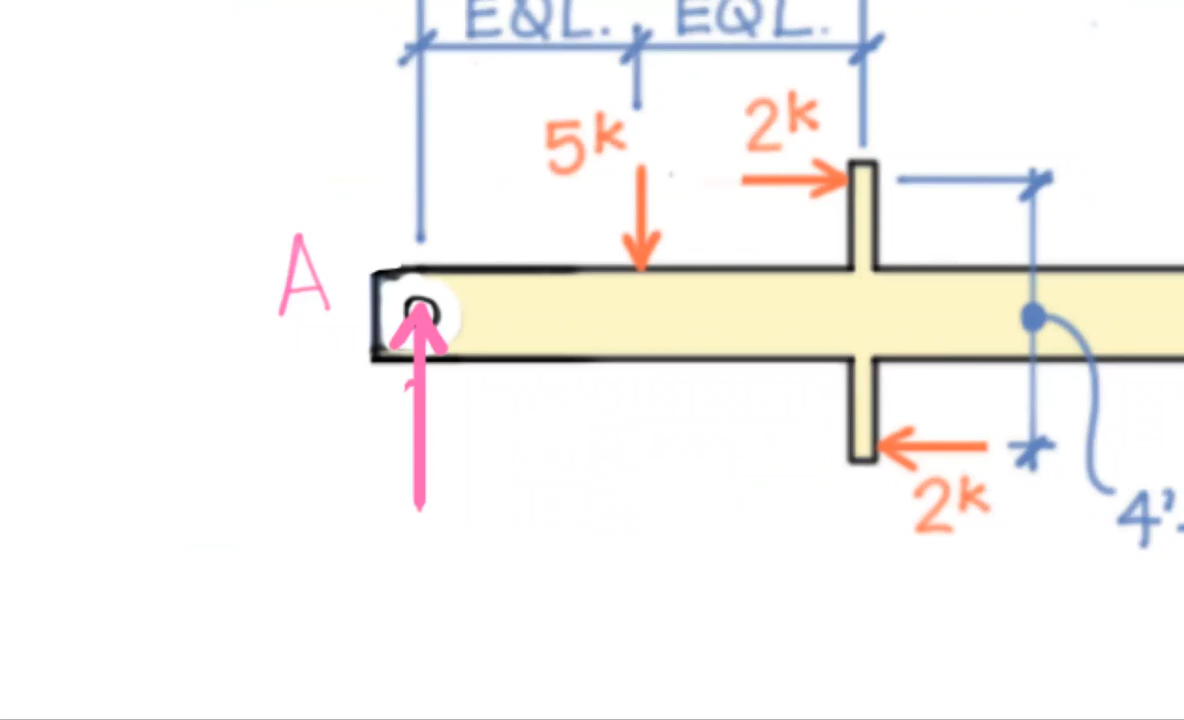 EQL. EQL.
5ᵏ 2ᵏ
A
2ᵏ
4'-